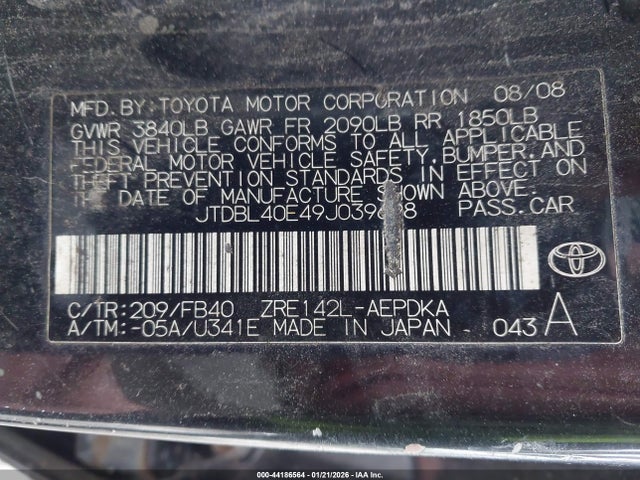 MFD. BY: TOYOTA MOTOR CORPORATION 08/08
GVWR 3840LB GAWR FR 2090LB RR 1850LB
THIS VEHICLE CONFORMS TO ALL APPLICABLE
FEDERAL MOTOR VEHICLE SAFETY, BUMPER, AND
THEFT PREVENTION STANDARDS IN EFFECT ON
THE DATE OF MANUFACTURE SHOWN ABOVE.
PASS. CAR
C/TR: 209/FB40 ZRE142L-AEPDKA
A/TM: -05A/U341E MADE IN JAPAN - 043 A
000-44186564 | 01/21/2026 - IAA Inc.